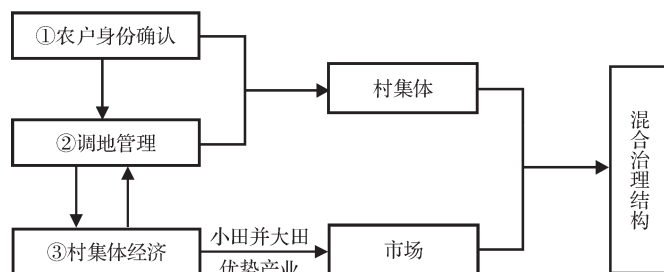 ①农户身份确认
②调地管理
村集体
混合治理结构
③村集体经济
小田并大田
优势产业
市场